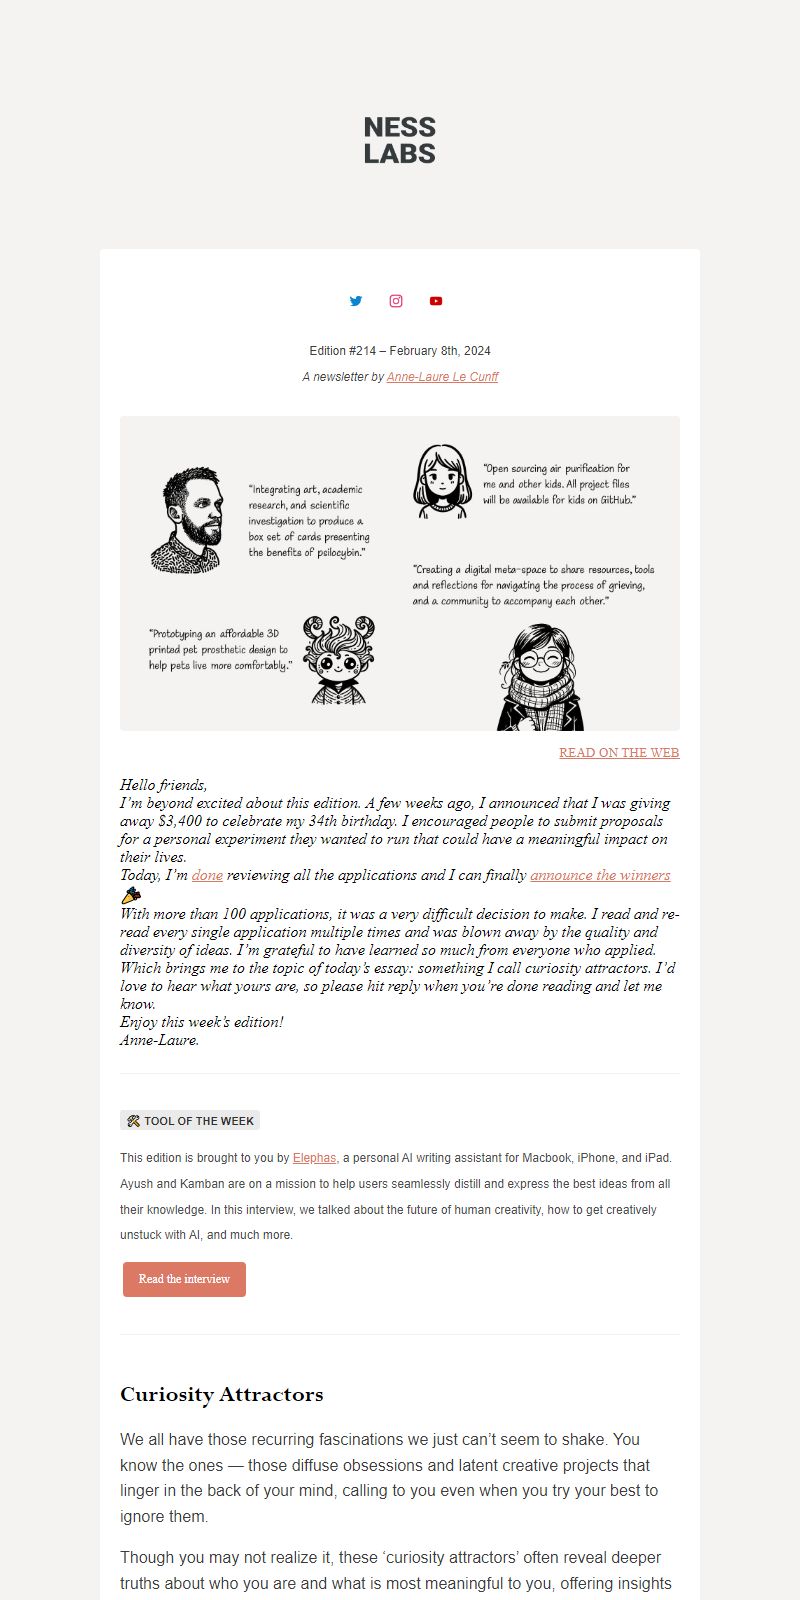 NESS
LABS
Edition #214 – February 8th, 2024
A newsletter by Anne-Laure Le Cunff
“Integrating art, academic
research, and scientific
investigation to produce a
box set of cards presenting
the benefits of psilocybin.”
“Open sourcing air purification for
me and other kids. All project files
will be available for kids on GitHub.”
“Creating a digital meta-space to share resources, tools
and reflections for navigating the process of grieving,
and a community to accompany each other.”
“Prototyping an affordable 3D
printed pet prosthetic design to
help pets live more comfortably.”
READ ON THE WEB
Hello friends,
I’m beyond excited about this edition. A few weeks ago, I announced that I was giving
away $3,400 to celebrate my 34th birthday. I encouraged people to submit proposals
for a personal experiment they wanted to run that could have a meaningful impact on
their lives.
Today, I’m done reviewing all the applications and I can finally announce the winners
🎉
With more than 100 applications, it was a very difficult decision to make. I read and re-
read every single application multiple times and was blown away by the quality and
diversity of ideas. I’m grateful to have learned so much from everyone who applied.
Which brings me to the topic of today’s essay: something I call curiosity attractors. I’d
love to hear what yours are, so please hit reply when you’re done reading and let me
know.
Enjoy this week’s edition!
Anne-Laure.
🛠 TOOL OF THE WEEK
This edition is brought to you by Elephas, a personal AI writing assistant for Macbook, iPhone, and iPad.
Ayush and Kamban are on a mission to help users seamlessly distill and express the best ideas from all
their knowledge. In this interview, we talked about the future of human creativity, how to get creatively
unstuck with AI, and much more.
Read the interview
Curiosity Attractors
We all have those recurring fascinations we just can’t seem to shake. You
know the ones — those diffuse obsessions and latent creative projects that
linger in the back of your mind, calling to you even when you try your best to
ignore them.
Though you may not realize it, these ‘curiosity attractors’ often reveal deeper
truths about who you are and what is most meaningful to you, offering insights